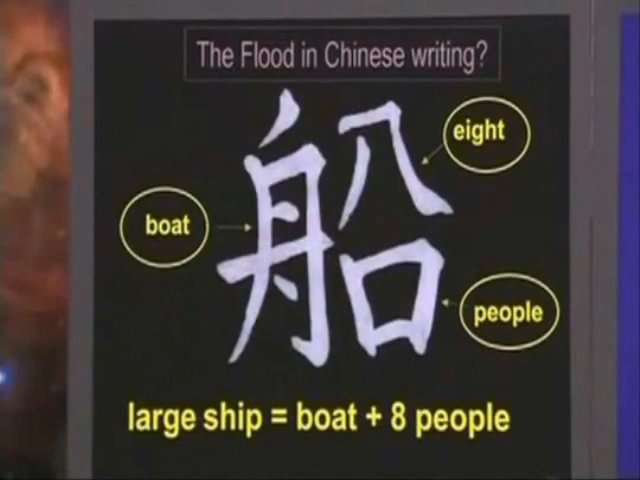 The Flood in Chinese writing?
船
eight
boat
people
large ship = boat + 8 people